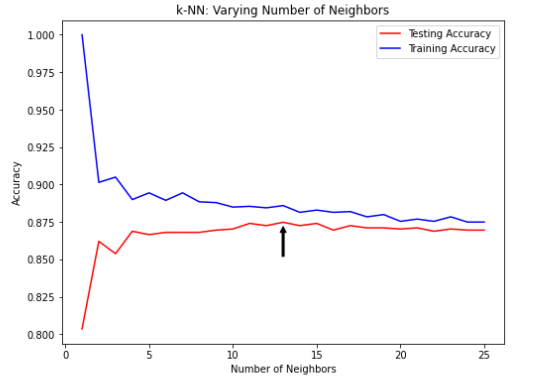 k-NN: Varying Number of Neighbors
Testing Accuracy
Training Accuracy
1.000
0.975
0.950
0.925
0.900
0.875
0.850
0.825
0.800
Accuracy
0 5 10 15 20 25
Number of Neighbors